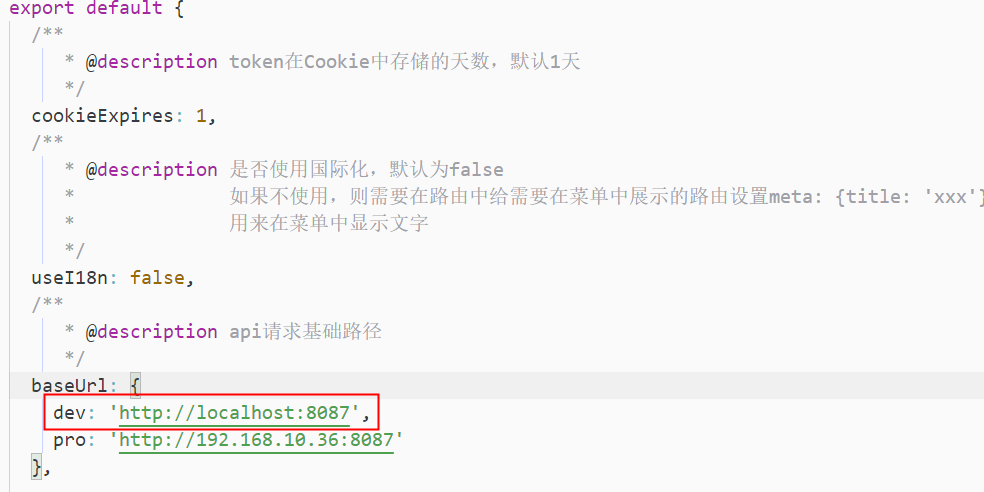 export default {
/**
* @description token在Cookie中存储的天数，默认1天
*/
cookieExpires: 1,
/**
* @description 是否使用国际化，默认为false
* 如果不使用，则需要在路由中给需要在菜单中展示的路由设置meta: {title: 'xxx'}
* 用来在菜单中显示文字
*/
useI18n: false,
/**
* @description api请求基础路径
*/
baseUrl: {
dev: 'http://localhost:8087',
pro: 'http://192.168.10.36:8087'
},